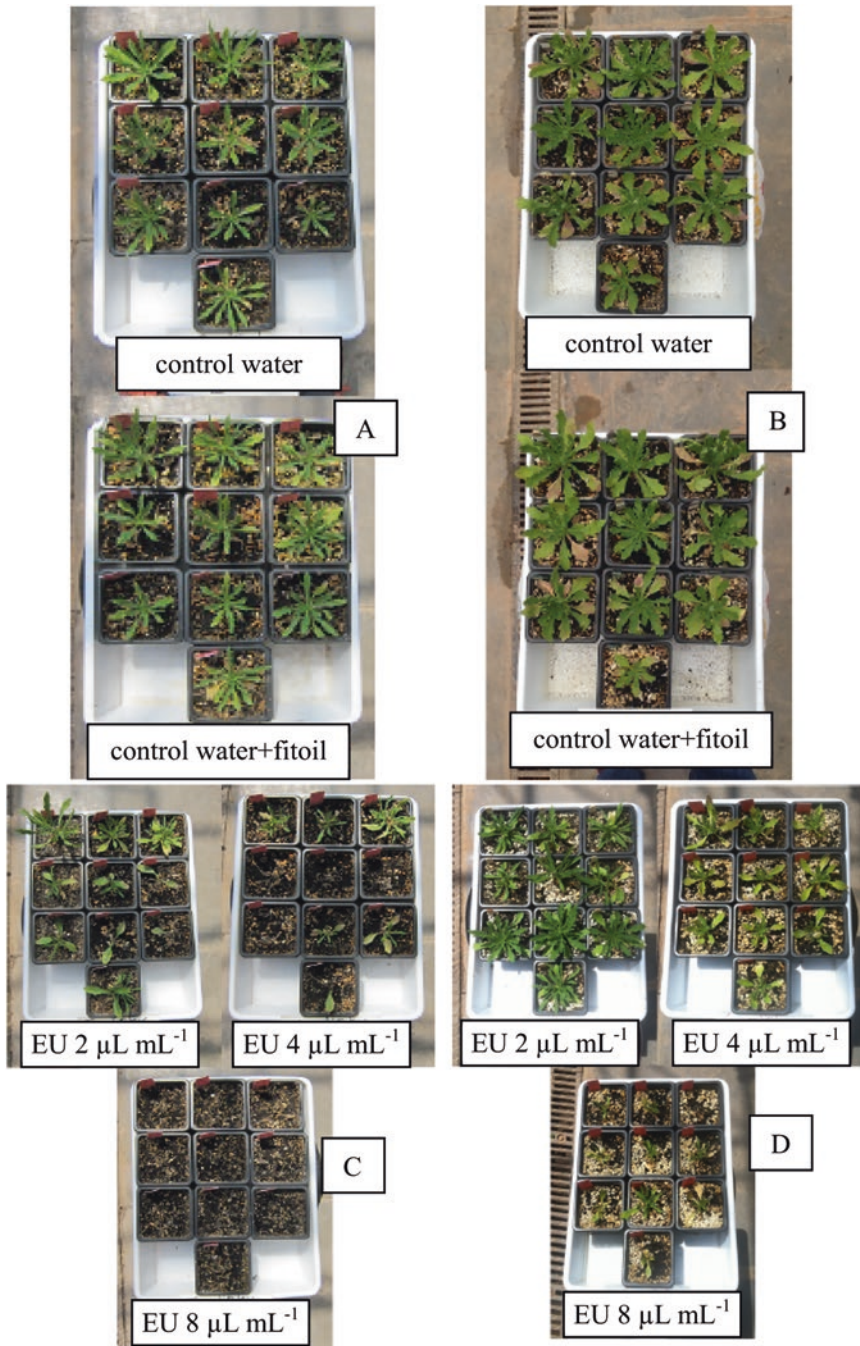 control water
control water
A
B
control water+fitoil
control water+fitoil
EU 2 µL mL⁻¹
EU 4 µL mL⁻¹
EU 2 µL mL⁻¹
EU 4 µL mL⁻¹
C
D
EU 8 µL mL⁻¹
EU 8 µL mL⁻¹